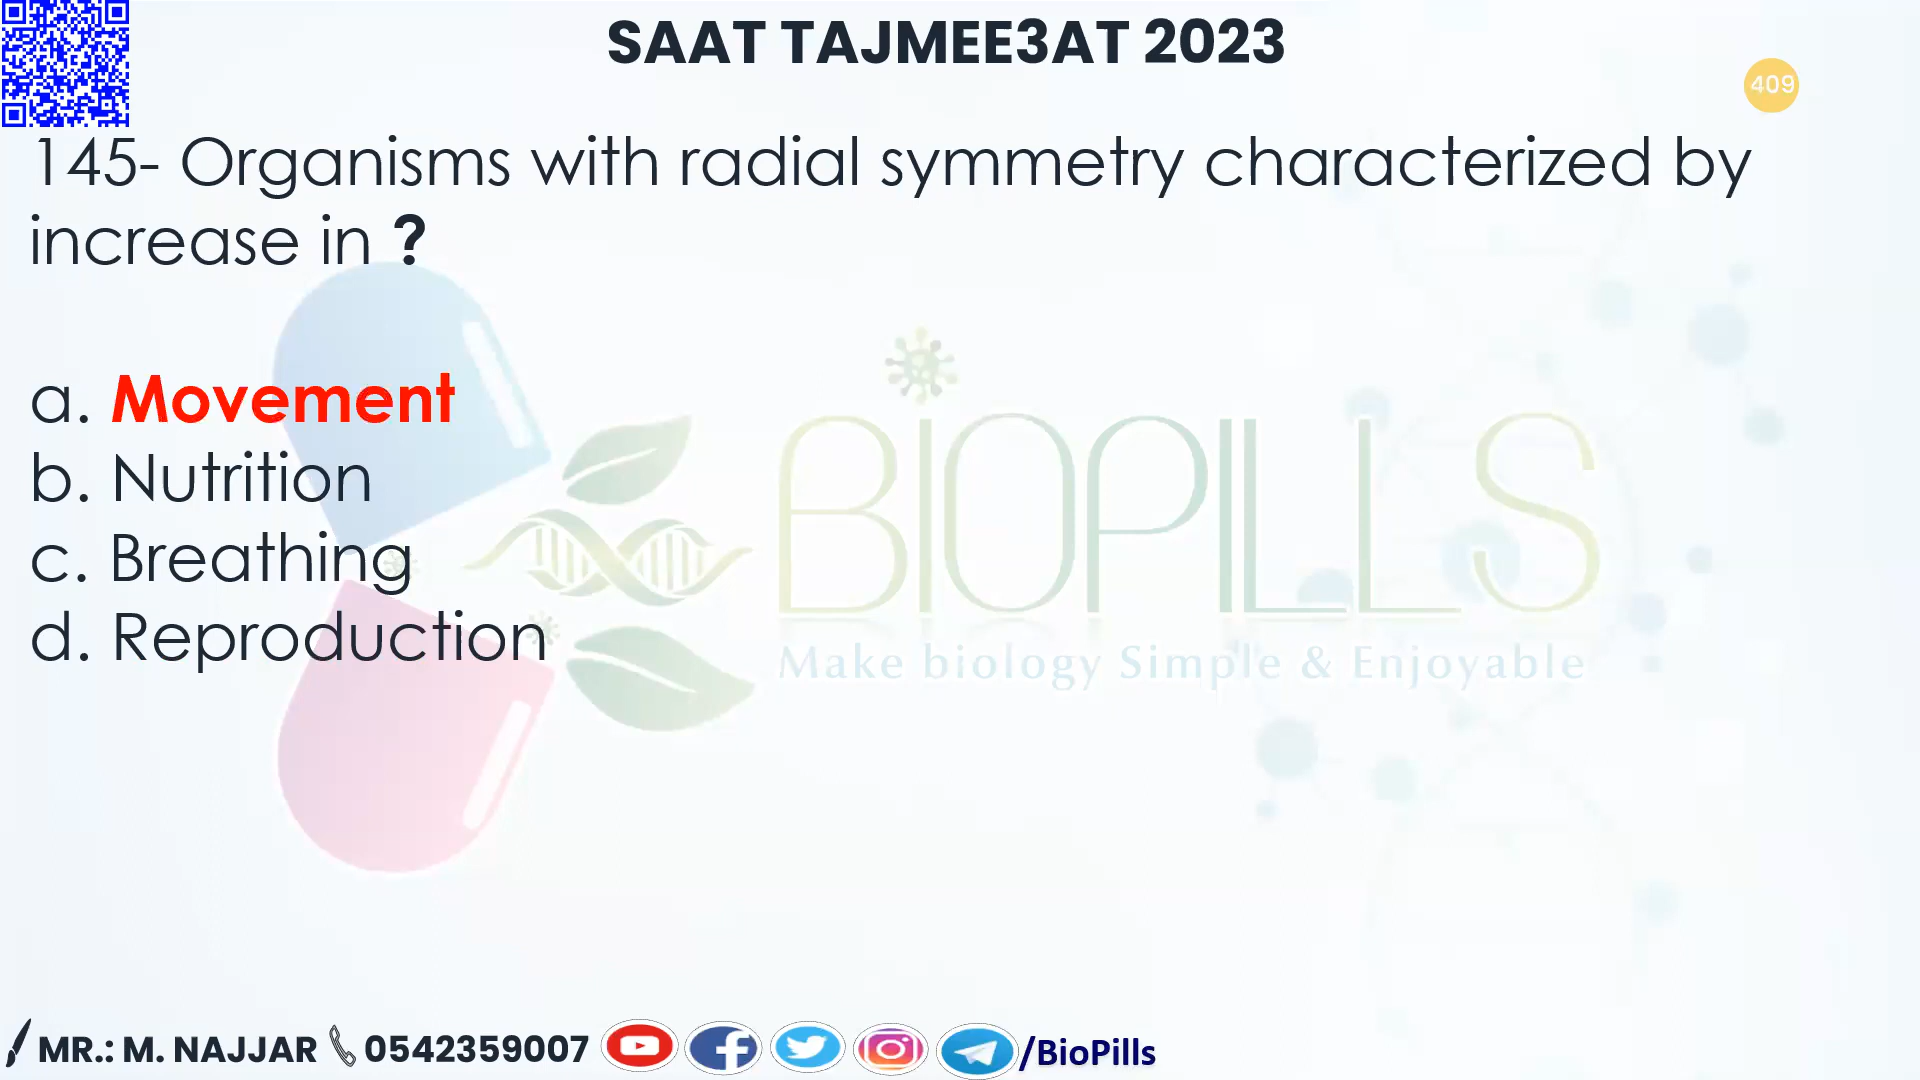 SAAT TAJMEE3AT 2023
409
145- Organisms with radial symmetry characterized by
increase in ?
a. Movement
b. Nutrition
c. Breathing
d. Reproduction
BIOPILLS
Make biology Simple & Enjoyable
MR.: M. NAJJAR 0542359007 /BioPills